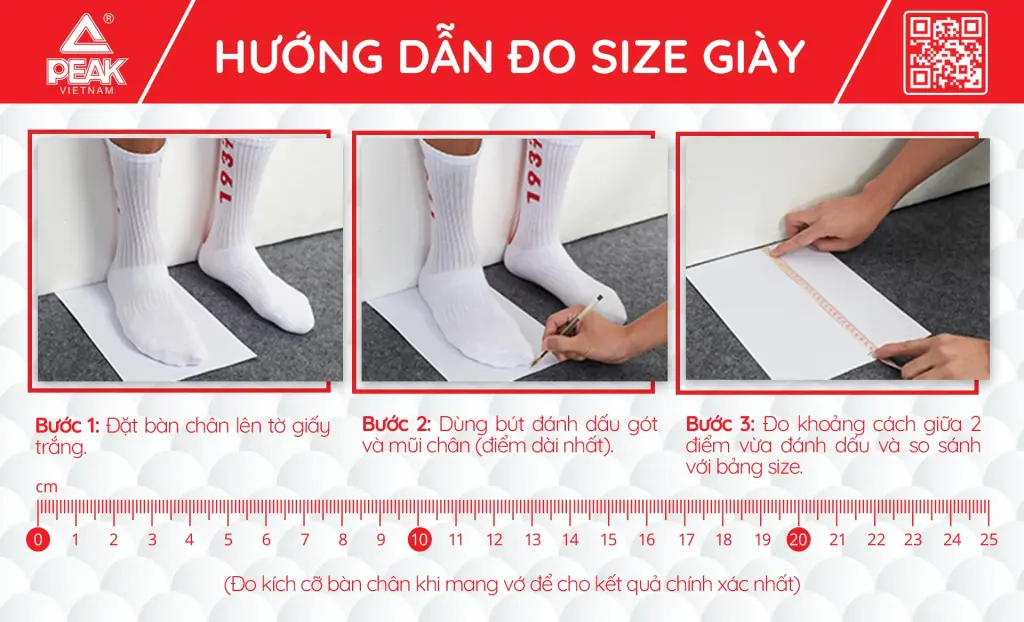 PEAK®
VIETNAM
HƯỚNG DẪN ĐO SIZE GIÀY
193
193
Bước 1: Đặt bàn chân lên tờ giấy
trắng.
Bước 2: Dùng bút đánh dấu gót
và mũi chân (điểm dài nhất).
Bước 3: Đo khoảng cách giữa 2
điểm vừa đánh dấu và so sánh
với bảng size.
cm
0 1 2 3 4 5 6 7 8 9 10 11 12 13 14 15 16 17 18 19 20 21 22 23 24 25
(Đo kích cỡ bàn chân khi mang vớ để cho kết quả chính xác nhất)